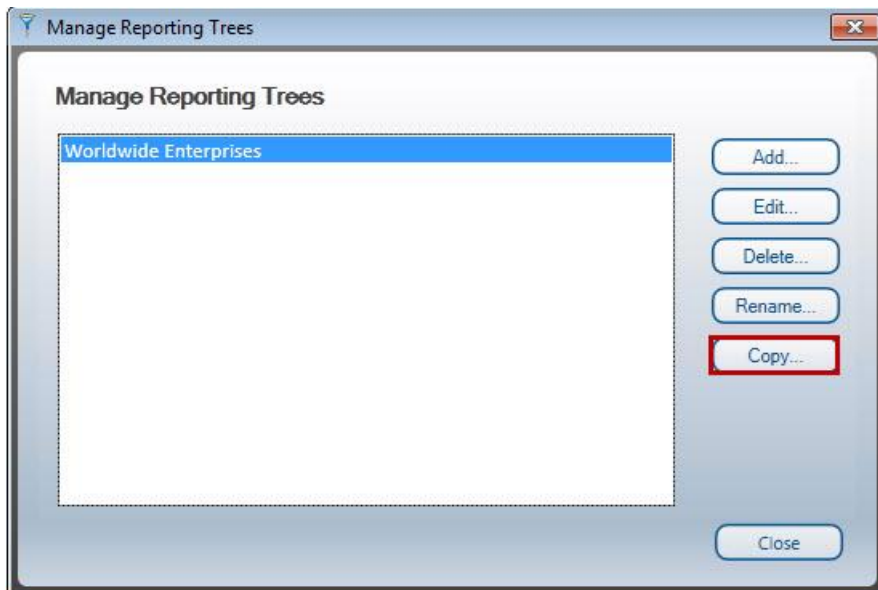 Manage Reporting Trees
Manage Reporting Trees
Worldwide Enterprises
Add...
Edit...
Delete...
Rename...
Copy...
Close